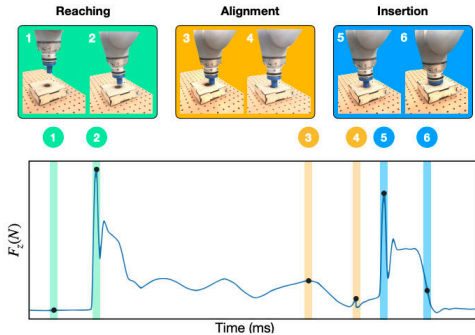 Reaching
Alignment
Insertion
1 2 3 4 5 6
1 2 3 4 5 6
F_z(N)
Time (ms)